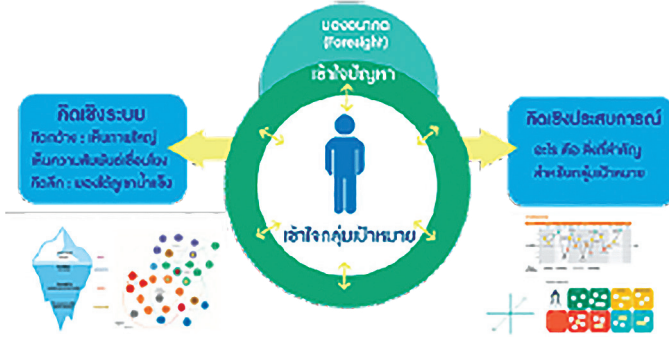 มองอนาคต
(Foresight)
เข้าใจปัญหา
คิดเชิงระบบ
คิดกว้าง : เห็นภาพใหญ่
เห็นความสัมพันธ์เชื่อมโยง
คิดลึก : มองใต้ภูเขาน้ำแข็ง
เข้าใจกลุ่มเป้าหมาย
คิดเชิงประสบการณ์
อะไร คือ สิ่งที่สำคัญ
สำหรับกลุ่มเป้าหมาย